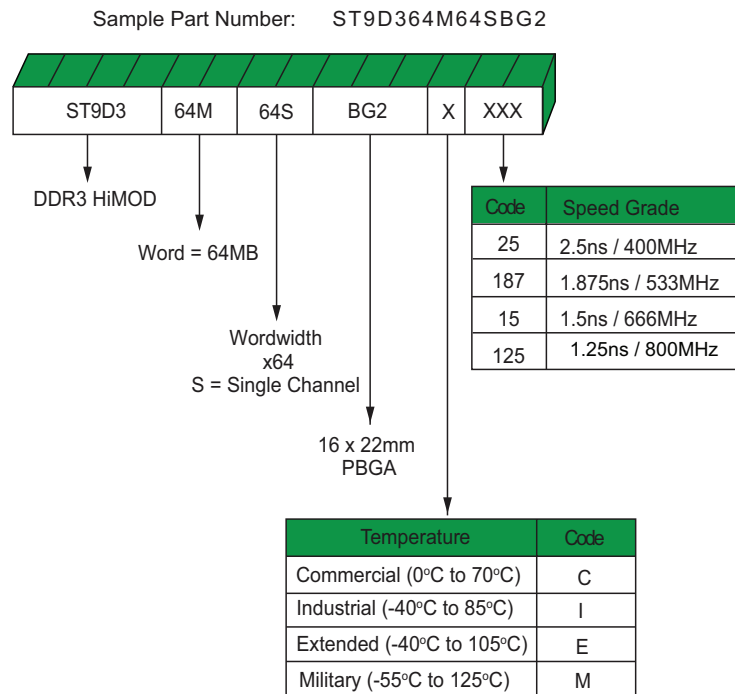 Sample Part Number: ST9D364M64SBG2
ST9D3 64M 64S BG2 X XXX
DDR3 HiMOD
Word = 64MB
Wordwidth
x64
S = Single Channel
16 x 22mm
PBGA
Code Speed Grade
25 2.5ns / 400MHz
187 1.875ns / 533MHz
15 1.5ns / 666MHz
125 1.25ns / 800MHz
Temperature Code
Commercial (0°C to 70°C) C
Industrial (-40°C to 85°C) I
Extended (-40°C to 105°C) E
Military (-55°C to 125°C) M